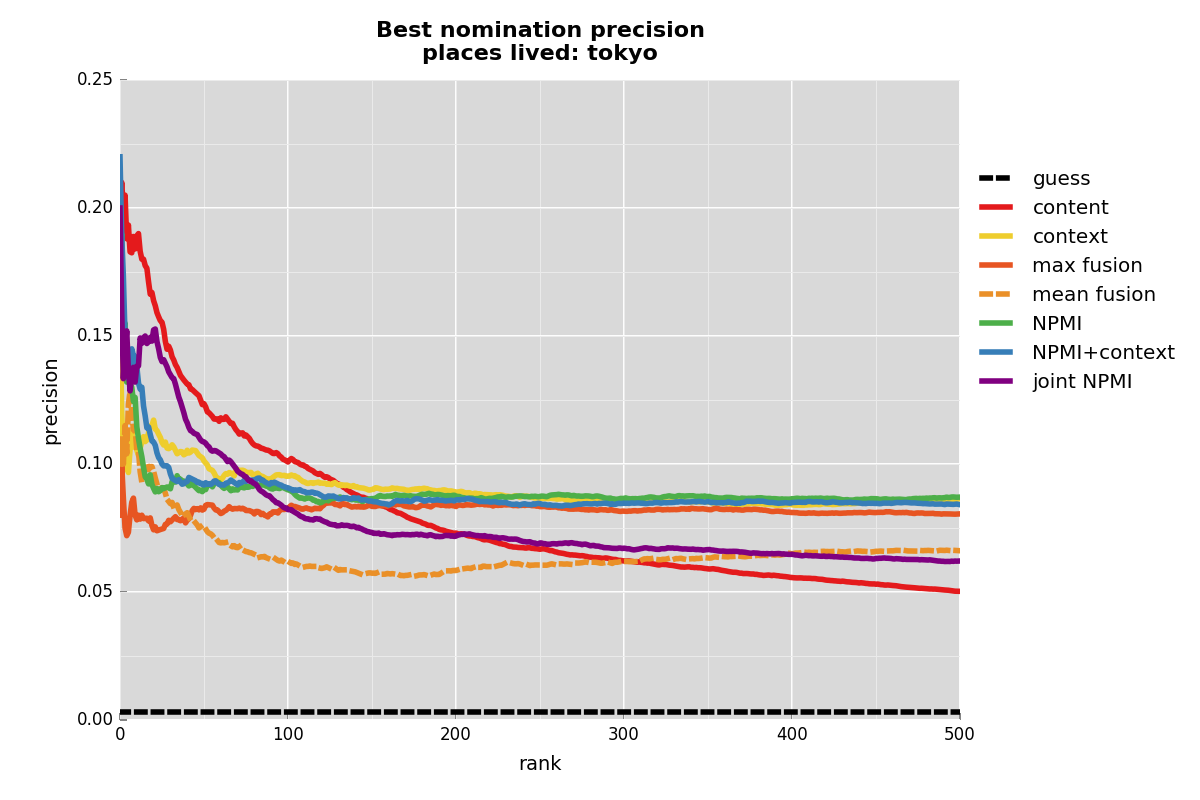 Best nomination precision
places lived: tokyo
0.25
0.20
0.15
0.10
0.05
0.00
precision
0 100 200 300 400 500
rank
guess
content
context
max fusion
mean fusion
NPMI
NPMI+context
joint NPMI